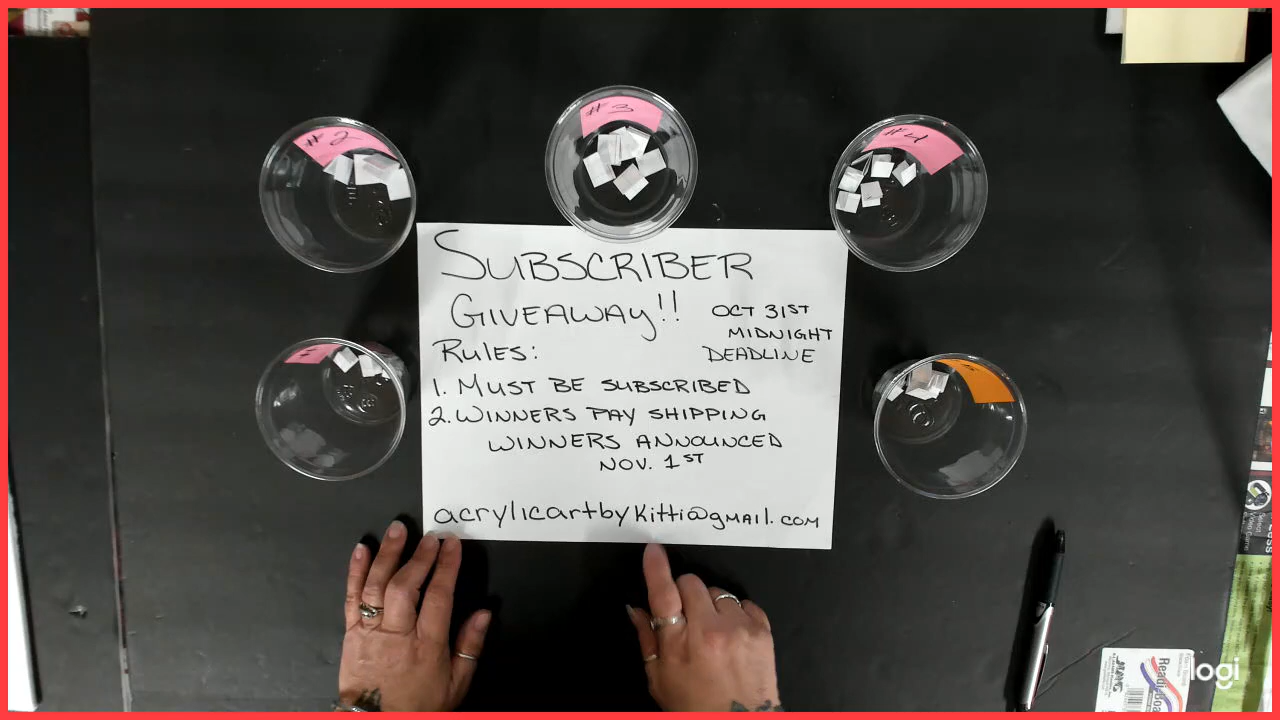 #2
#3
#4
SUBSCRIBER
GIVEAWAY!!
OCT 31ST
MIDNIGHT
DEADLINE
RULES:
1. MUST BE SUBSCRIBED
2. WINNERS PAY SHIPPING
WINNERS ANNOUNCED
NOV. 1ST
acrylicartbykitti@gmail.com
logi